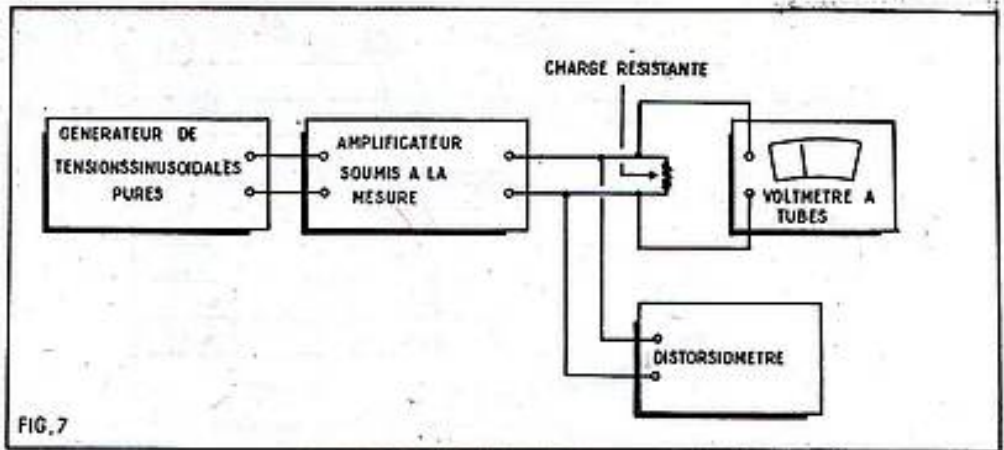 CHARGE RESISTANTE
GENERATEUR DE
TENSIONSSINUSOIDALES
PURES
AMPLIFICATEUR
SOUMIS A LA
MESURE
VOLTMETRE A
TUBES
DISTORSIOMETRE
FIG.7